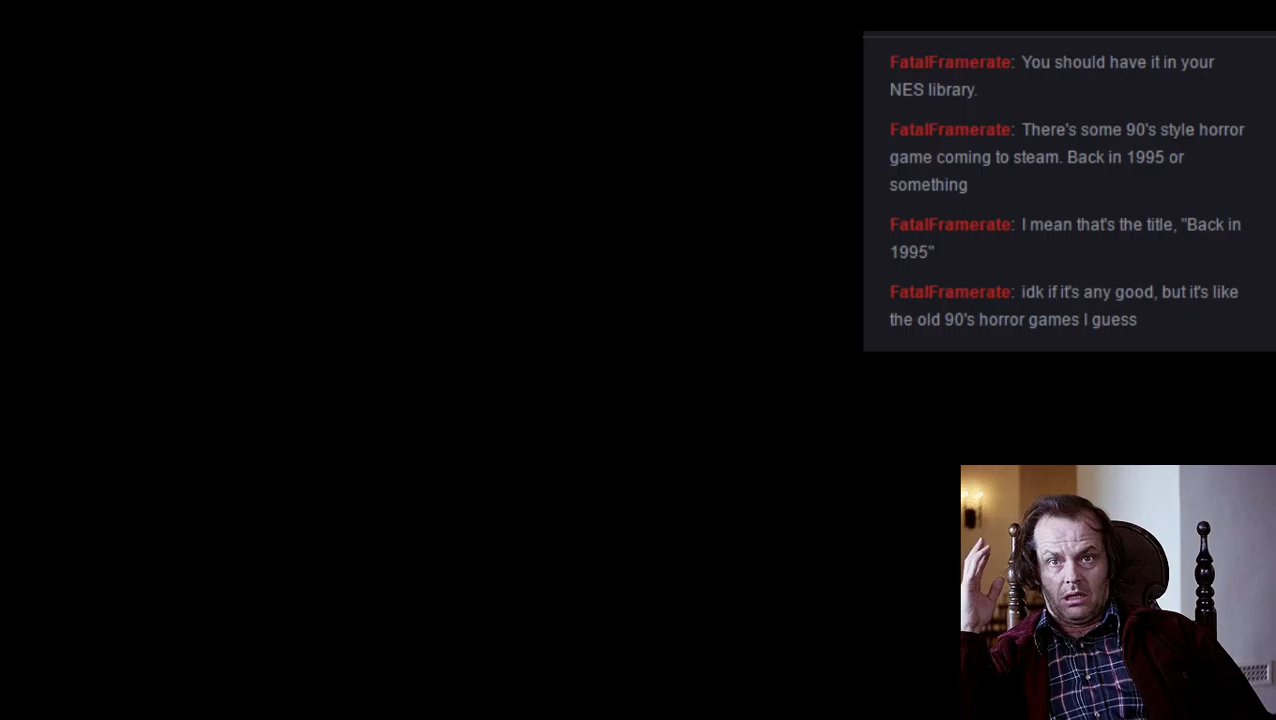 FatalFramerate: You should have it in your
NES library.
FatalFramerate: There's some 90's style horror
game coming to steam. Back in 1995 or
something
FatalFramerate: I mean that's the title, "Back in
1995"
FatalFramerate: idk if it's any good, but it's like
the old 90's horror games I guess